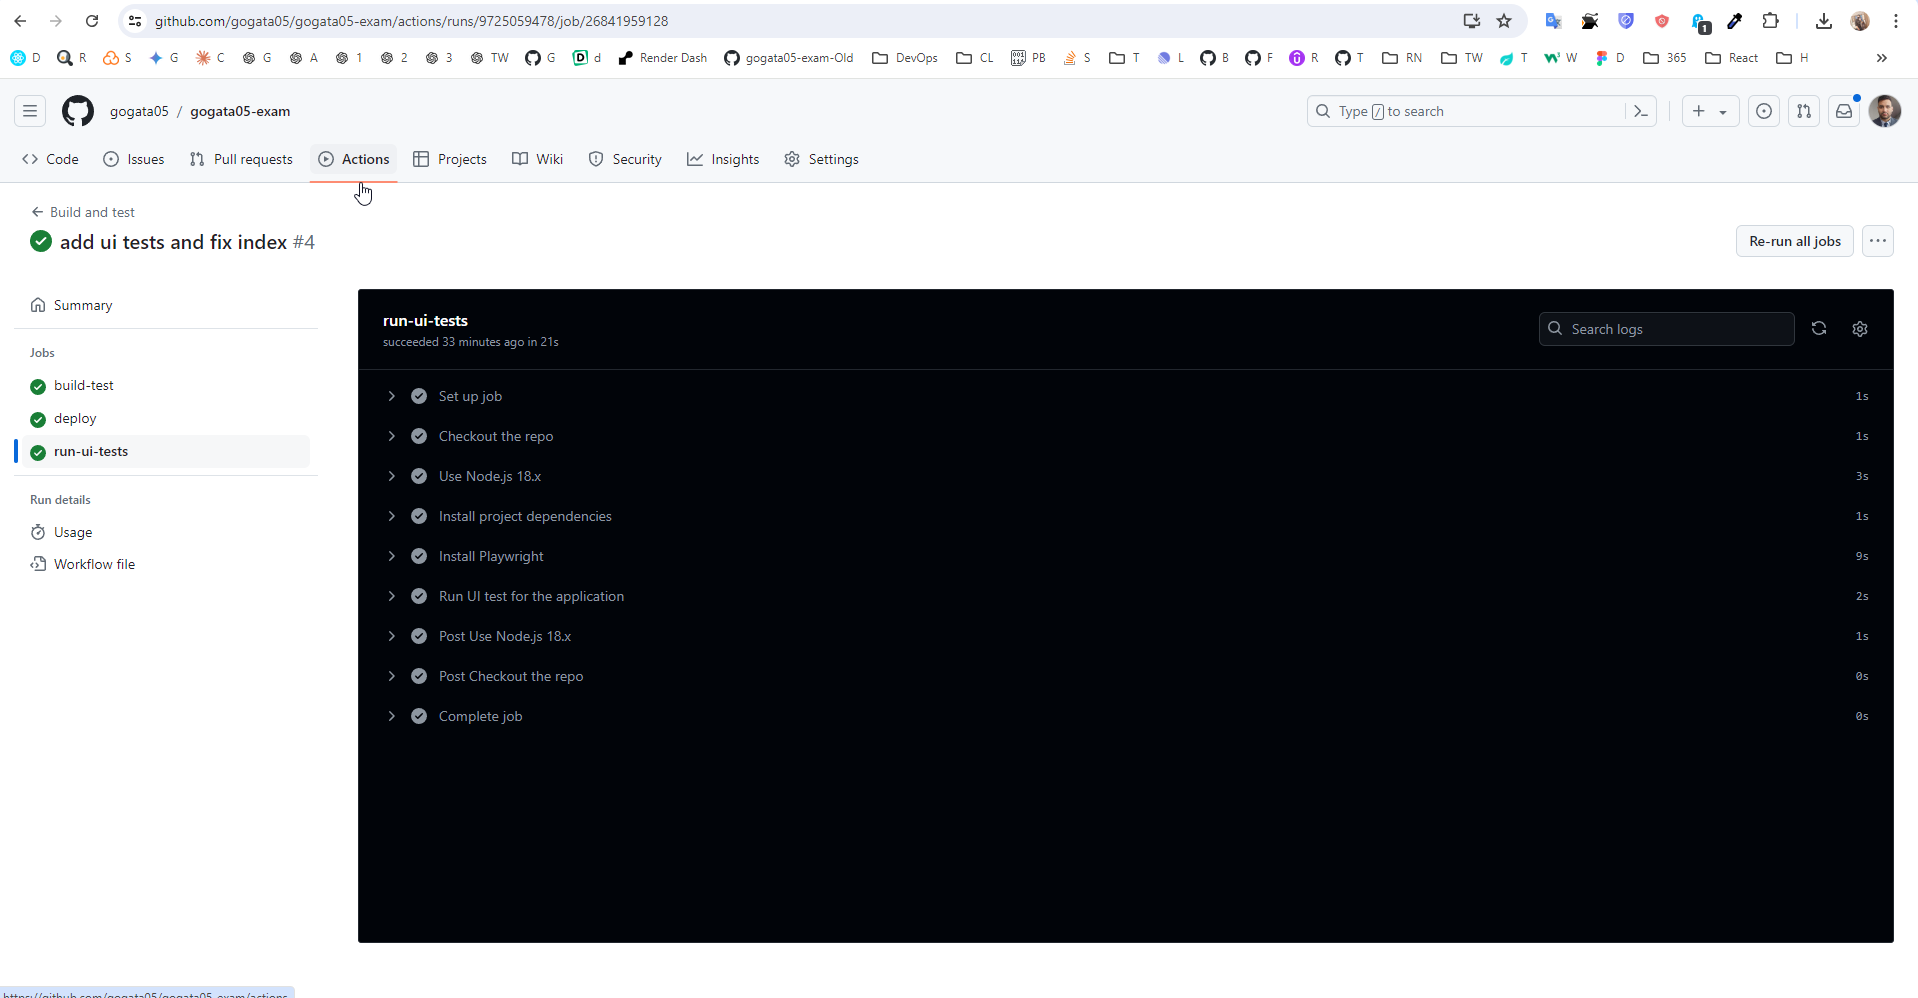 github.com/gogata05/gogata05-exam/actions/runs/9725059478/job/26841959128
1
D R S G C G A 1 2 3 TW G d Render Dash gogata05-exam-Old DevOps CL PB S T L B F R T RN TW T W D 365 React H
gogata05 / gogata05-exam
Type / to search
Code Issues Pull requests Actions Projects Wiki Security Insights Settings
Build and test
add ui tests and fix index #4
Re-run all jobs
Summary
Jobs
build-test
deploy
run-ui-tests
Run details
Usage
Workflow file
run-ui-tests
succeeded 33 minutes ago in 21s
Search logs
Set up job 1s
Checkout the repo 1s
Use Node.js 18.x 3s
Install project dependencies 1s
Install Playwright 9s
Run UI test for the application 2s
Post Use Node.js 18.x 1s
Post Checkout the repo 0s
Complete job 0s
https://github.com/gogata05/gogata05-exam/actions